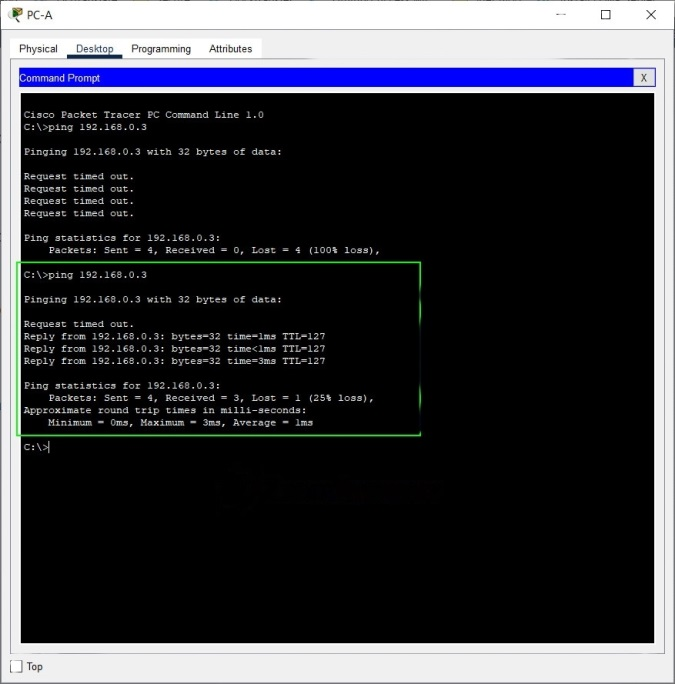 PC-A
Physical Desktop Programming Attributes
Command Prompt X
Cisco Packet Tracer PC Command Line 1.0
C:\>ping 192.168.0.3
Pinging 192.168.0.3 with 32 bytes of data:
Request timed out.
Request timed out.
Request timed out.
Request timed out.
Ping statistics for 192.168.0.3:
Packets: Sent = 4, Received = 0, Lost = 4 (100% loss),
C:\>ping 192.168.0.3
Pinging 192.168.0.3 with 32 bytes of data:
Request timed out.
Reply from 192.168.0.3: bytes=32 time=1ms TTL=127
Reply from 192.168.0.3: bytes=32 time<1ms TTL=127
Reply from 192.168.0.3: bytes=32 time=3ms TTL=127
Ping statistics for 192.168.0.3:
Packets: Sent = 4, Received = 3, Lost = 1 (25% loss),
Approximate round trip times in milli-seconds:
Minimum = 0ms, Maximum = 3ms, Average = 1ms
C:\>
Top